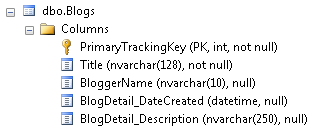 dbo.Blogs
Columns
PrimaryTrackingKey (PK, int, not null)
Title (nvarchar(128), not null)
BloggerName (nvarchar(10), null)
BlogDetail_DateCreated (datetime, null)
BlogDetail_Description (nvarchar(250), null)